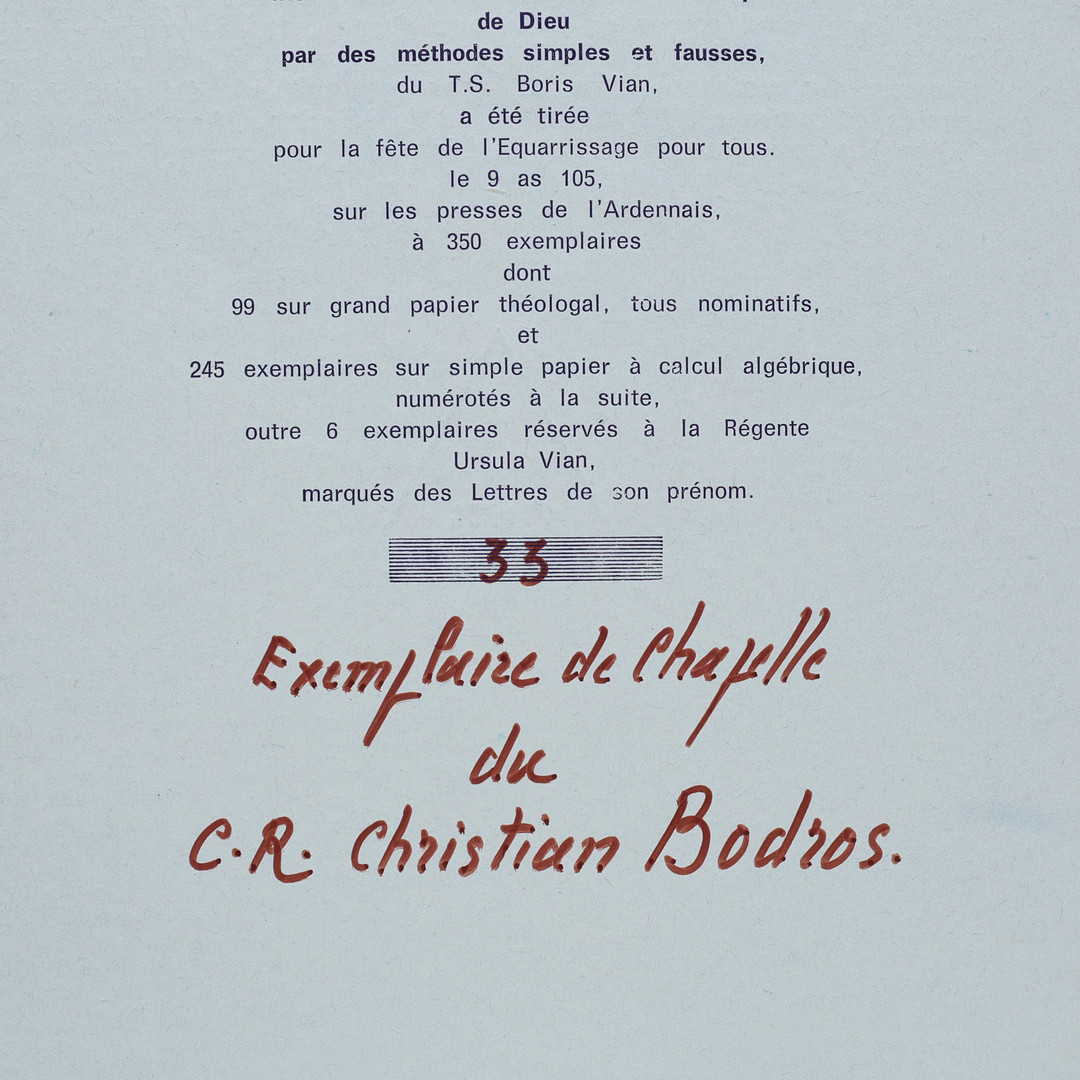 de Dieu
par des méthodes simples et fausses,
du T.S. Boris Vian,
a été tirée
pour la fête de l'Equarrissage pour tous.
le 9 as 105,
sur les presses de l'Ardennais,
à 350 exemplaires
dont
99 sur grand papier théologal, tous nominatifs,
et
245 exemplaires sur simple papier à calcul algébrique,
numérotés à la suite,
outre 6 exemplaires réservés à la Régente
Ursula Vian,
marqués des Lettres de son prénom.
33
Exemplaire de Chapelle
du
C.R. Christian Bodros.